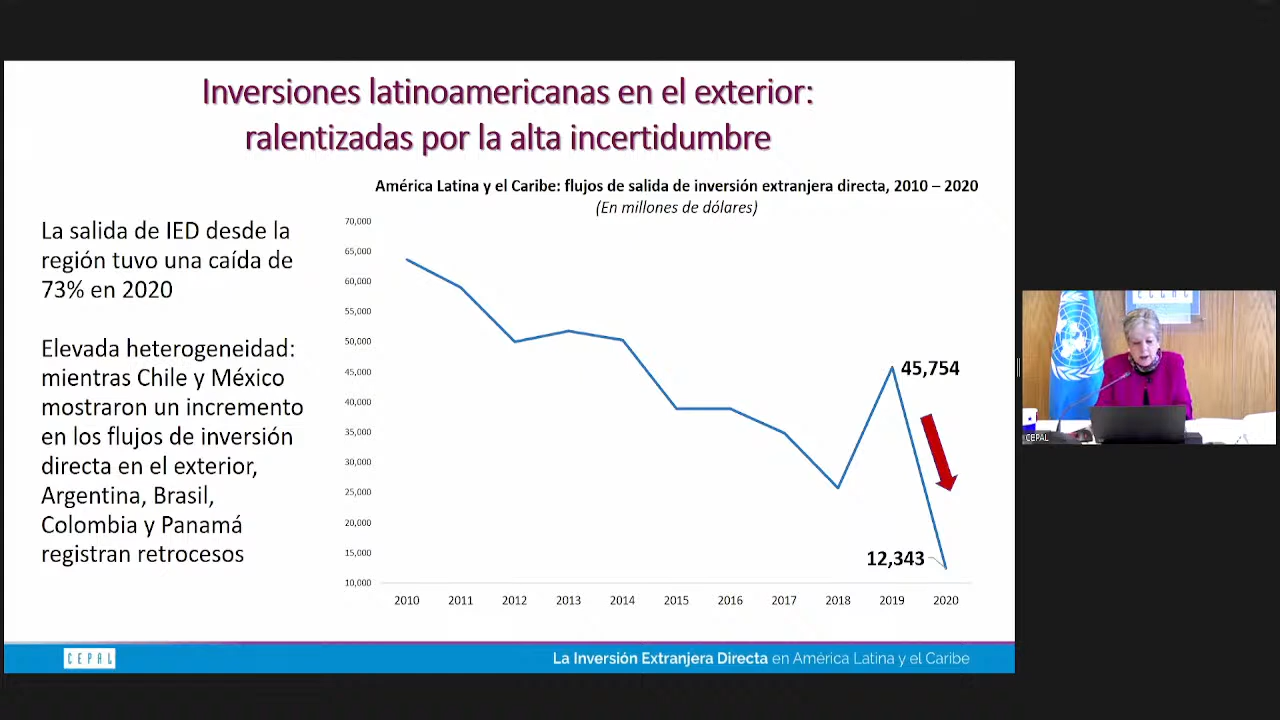 Inversiones latinoamericanas en el exterior:
ralentizadas por la alta incertidumbre
La salida de IED desde la
región tuvo una caída de
73% en 2020
Elevada heterogeneidad:
mientras Chile y México
mostraron un incremento
en los flujos de inversión
directa en el exterior,
Argentina, Brasil,
Colombia y Panamá
registran retrocesos
América Latina y el Caribe: flujos de salida de inversión extranjera directa, 2010 – 2020
(En millones de dólares)
70,000
65,000
60,000
55,000
50,000
45,000
40,000
35,000
30,000
25,000
20,000
15,000
10,000
45,754
12,343
2010 2011 2012 2013 2014 2015 2016 2017 2018 2019 2020
CEPAL
La Inversión Extranjera Directa en América Latina y el Caribe
CEPAL